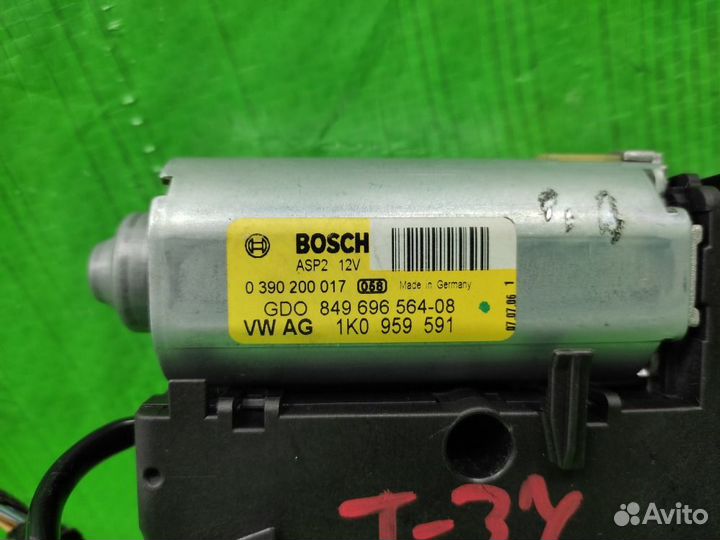 BOSCH
ASP2 12V
0 390 200 017 058 Made in Germany
GDO 849 696 564-08
VW AG 1K0 959 591
07.07.06 1
Avito